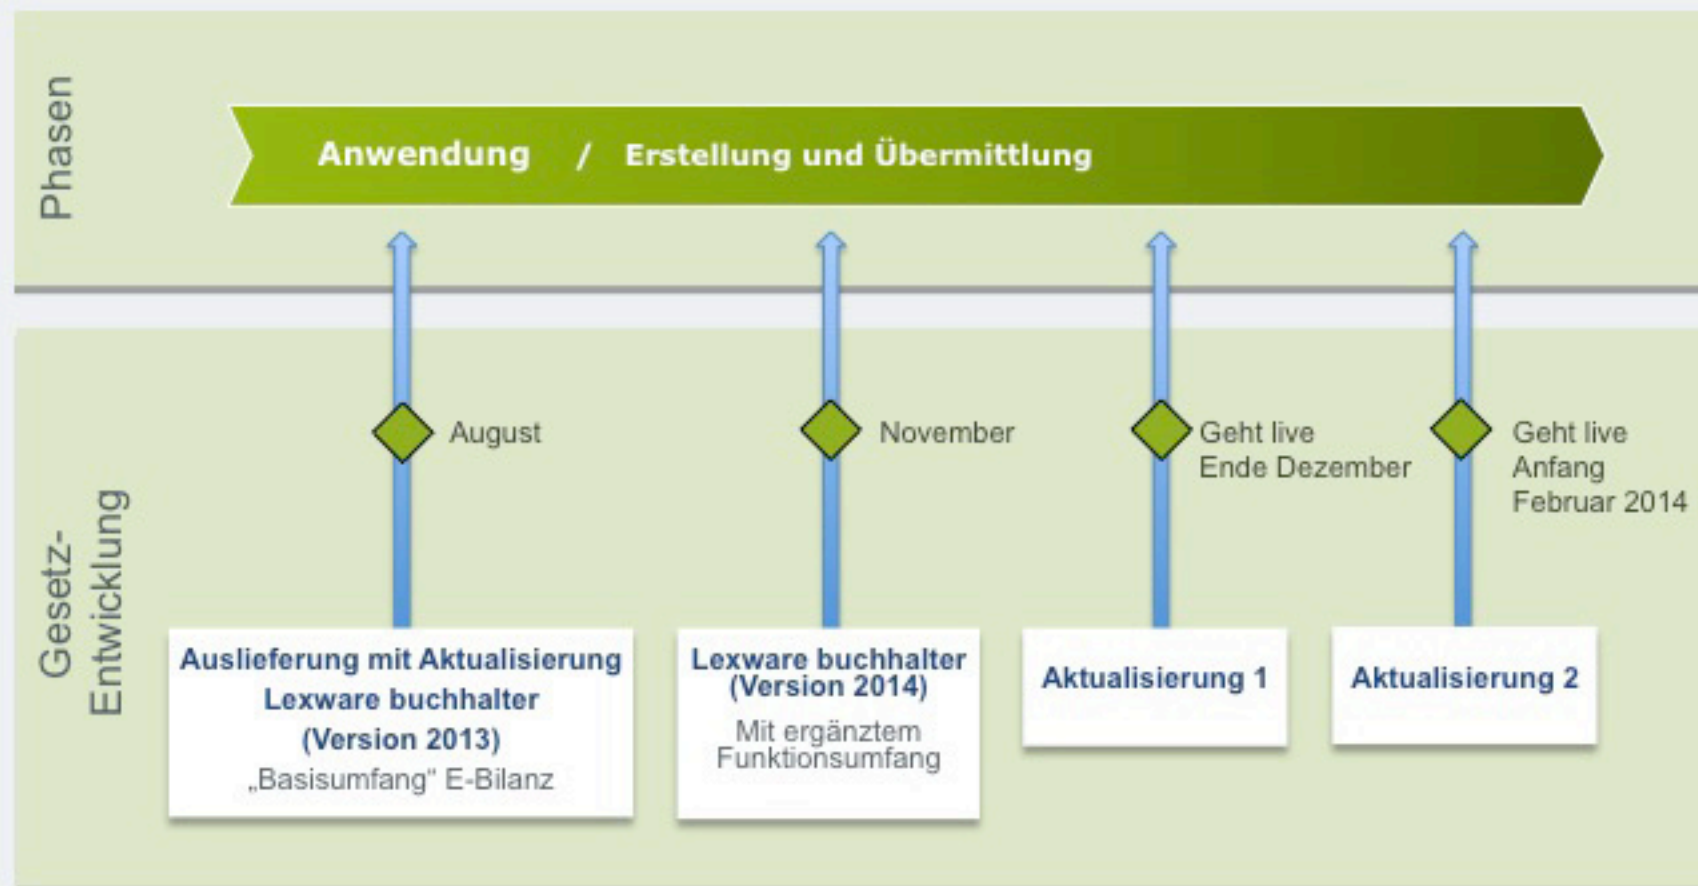 Phasen
Anwendung / Erstellung und Übermittlung
August
November
Geht live
Ende Dezember
Geht live
Anfang
Februar 2014
Gesetz-
Entwicklung
Auslieferung mit Aktualisierung
Lexware buchhalter
(Version 2013)
„Basisumfang“ E-Bilanz
Lexware buchhalter
(Version 2014)
Mit ergänztem
Funktionsumfang
Aktualisierung 1
Aktualisierung 2